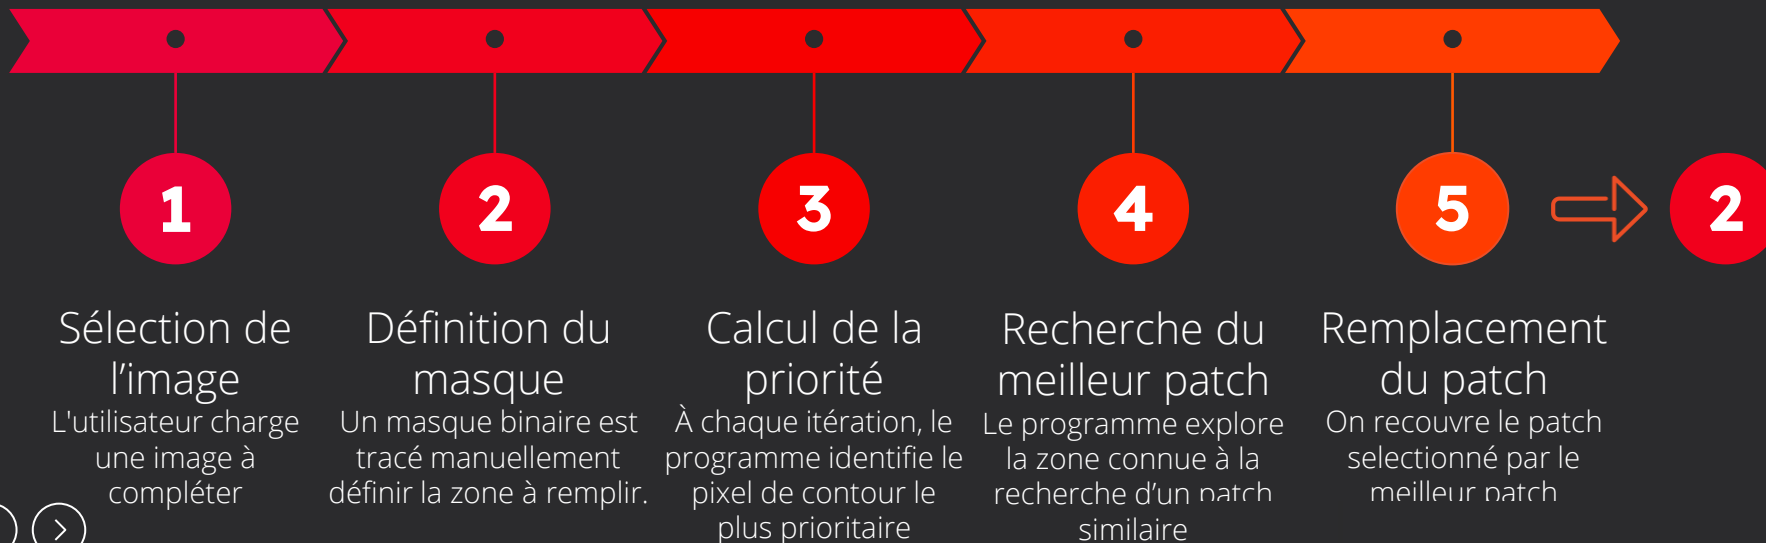 1
2
3
4
5
2
Sélection de
l'image
L'utilisateur charge
une image à
compléter
Définition du
masque
Un masque binaire est
tracé manuellement
définir la zone à remplir.
Calcul de la
priorité
À chaque itération, le
programme identifie le
pixel de contour le
plus prioritaire
Recherche du
meilleur patch
Le programme explore
la zone connue à la
recherche d'un patch
similaire
Remplacement
du patch
On recouvre le patch
selectionné par le
meilleur patch